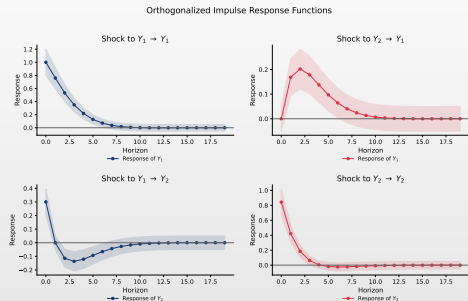 Orthogonalized Impulse Response Functions
Shock to Y₁ → Y₁
Response
1.2
1.0
0.8
0.6
0.4
0.2
0.0
0.0 2.5 5.0 7.5 10.0 12.5 15.0 17.5
Horizon
Response of Y₁
Shock to Y₂ → Y₁
Response
0.2
0.1
0.0
0.0 2.5 5.0 7.5 10.0 12.5 15.0 17.5
Horizon
Response of Y₁
Shock to Y₁ → Y₂
Response
0.4
0.3
0.2
0.1
0.0
−0.1
−0.2
0.0 2.5 5.0 7.5 10.0 12.5 15.0 17.5
Horizon
Response of Y₂
Shock to Y₂ → Y₂
Response
1.0
0.8
0.6
0.4
0.2
0.0
0.0 2.5 5.0 7.5 10.0 12.5 15.0 17.5
Horizon
Response of Y₂